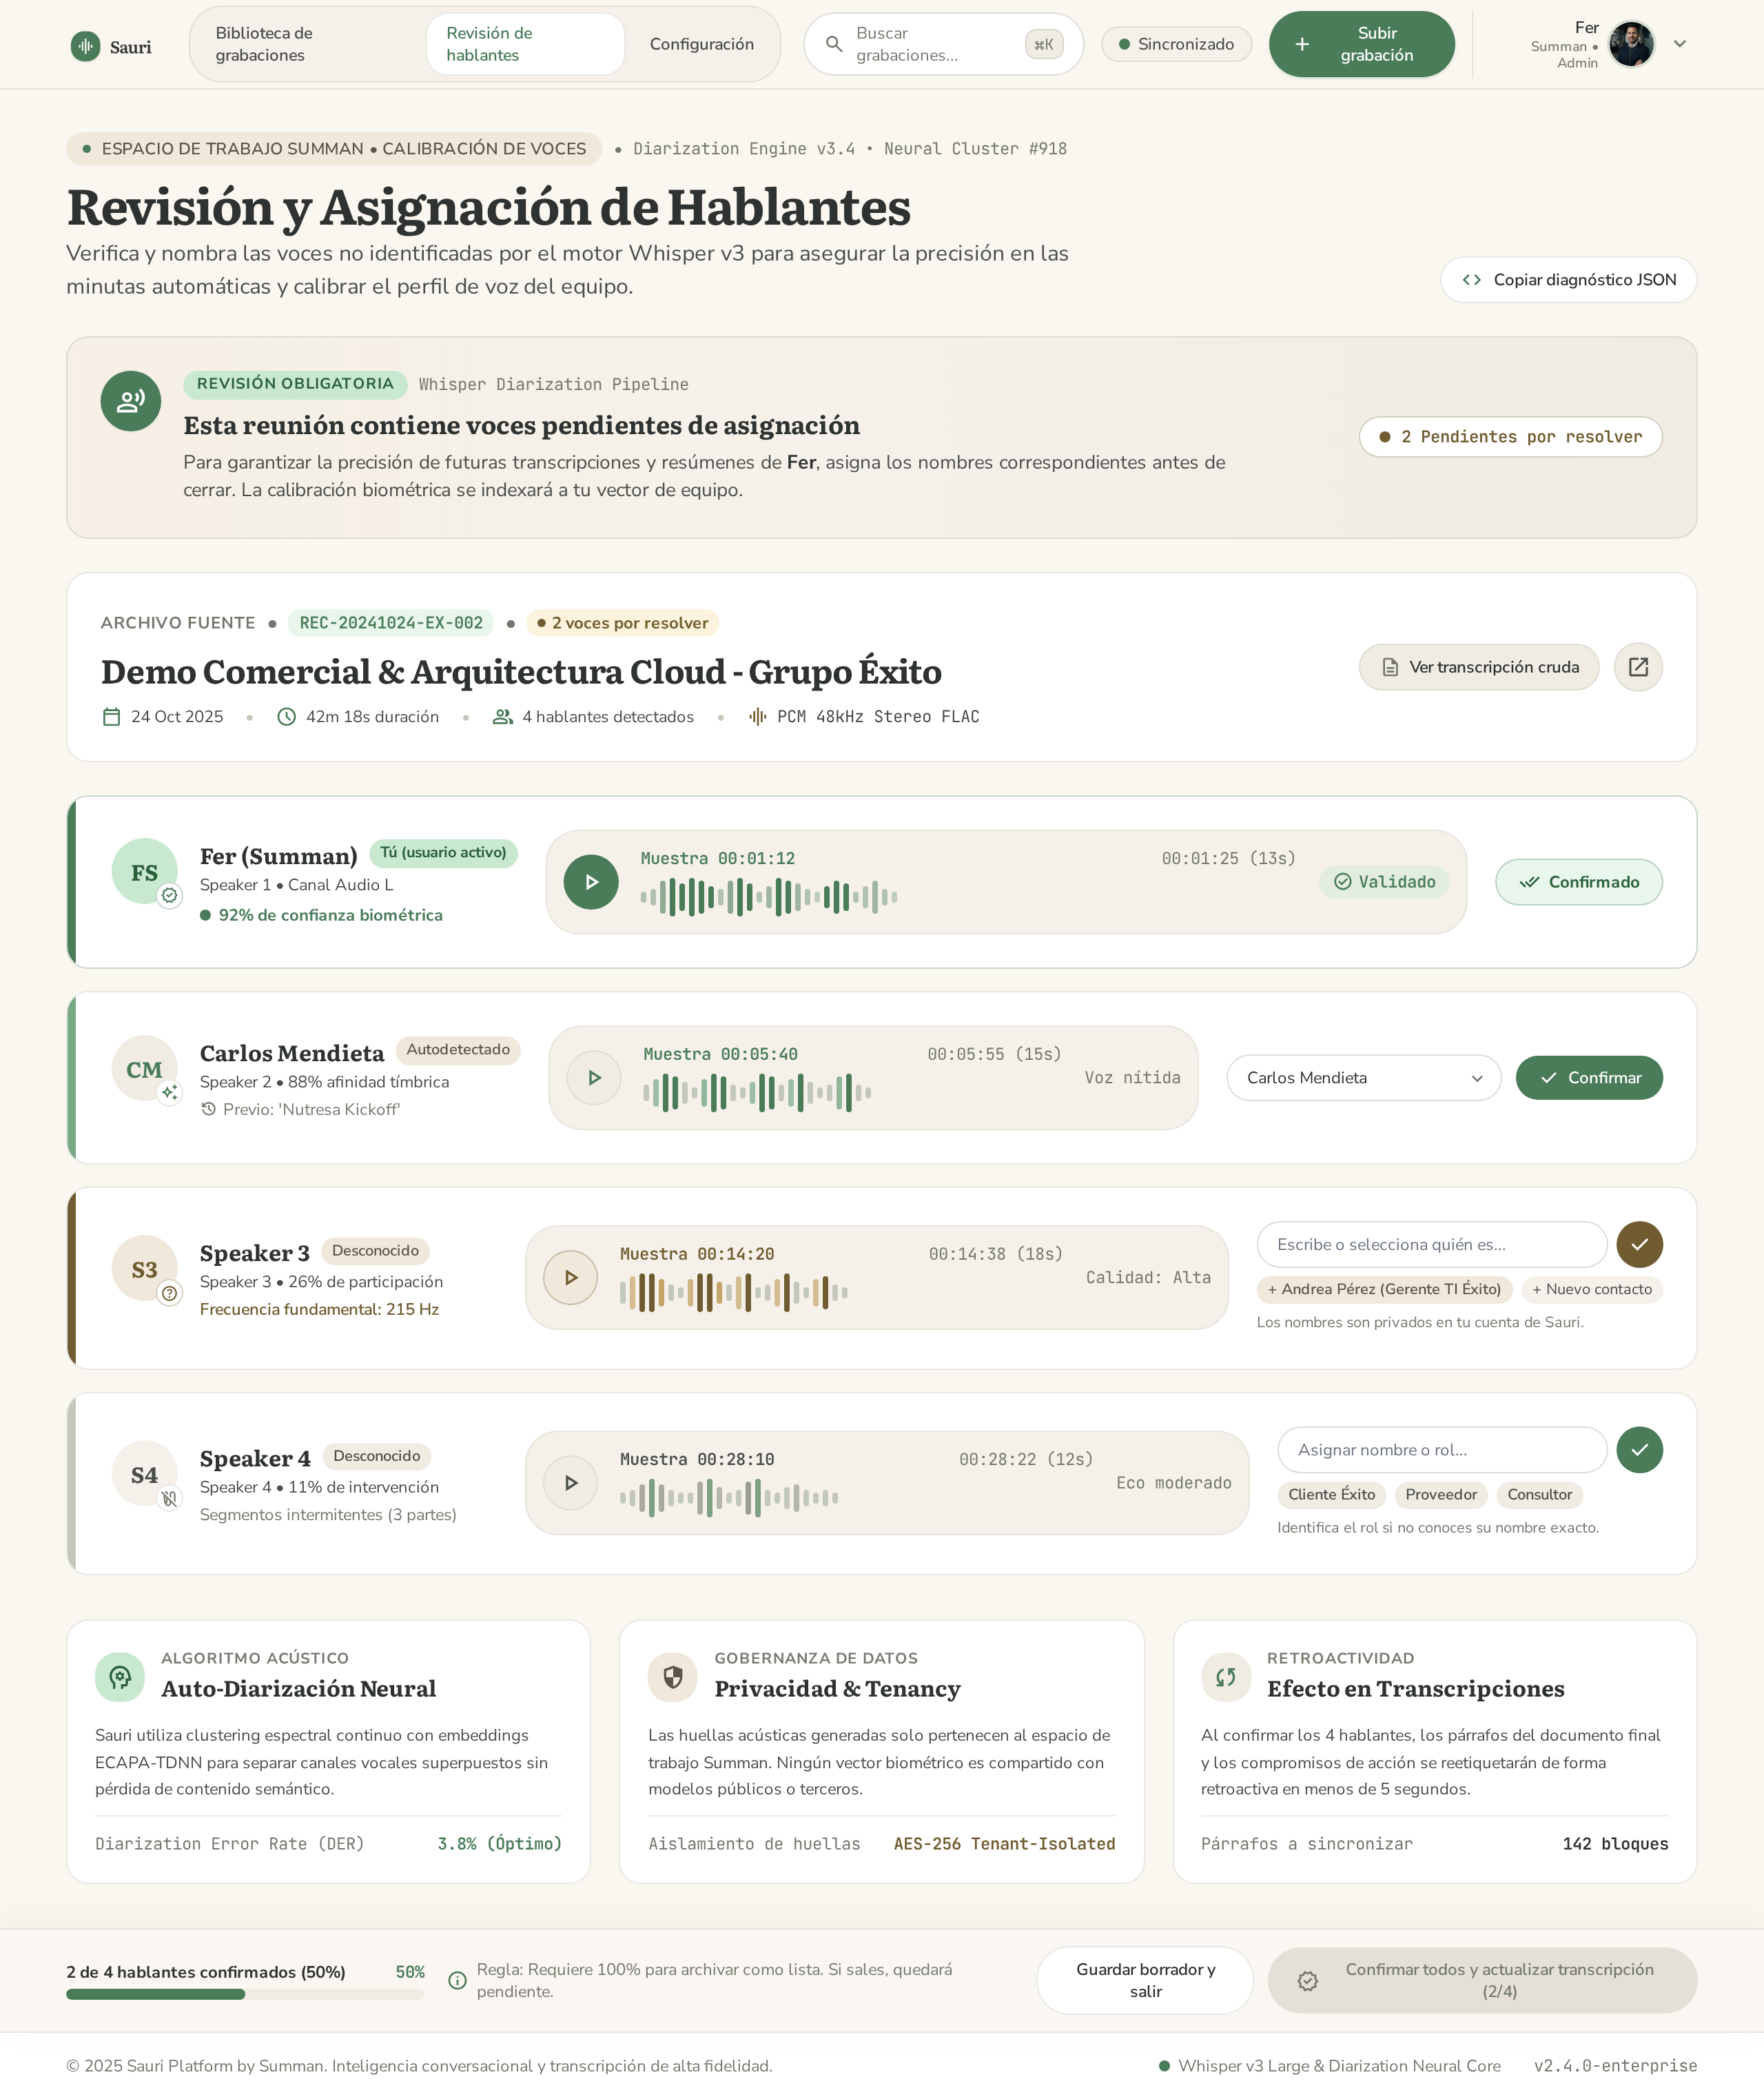 Sauri
Biblioteca de
grabaciones
Revisión de
hablantes
Configuración
Buscar
grabaciones...
⌘K
Sincronizado
Subir
grabación
Fer
Summan •
Admin
ESPACIO DE TRABAJO SUMMAN • CALIBRACIÓN DE VOCES
• Diarization Engine v3.4 • Neural Cluster #918
Revisión y Asignación de Hablantes
Verifica y nombra las voces no identificadas por el motor Whisper v3 para asegurar la precisión en las
minutas automáticas y calibrar el perfil de voz del equipo.
Copiar diagnóstico JSON
REVISIÓN OBLIGATORIA Whisper Diarization Pipeline
Esta reunión contiene voces pendientes de asignación
Para garantizar la precisión de futuras transcripciones y resúmenes de Fer, asigna los nombres correspondientes antes de
cerrar. La calibración biométrica se indexará a tu vector de equipo.
2 Pendientes por resolver
ARCHIVO FUENTE • REC-20241024-EX-002 • 2 voces por resolver
Demo Comercial & Arquitectura Cloud - Grupo Éxito
24 Oct 2025 • 42m 18s duración • 4 hablantes detectados • PCM 48kHz Stereo FLAC
Ver transcripción cruda
FS
Fer (Summan) Tú (usuario activo)
Speaker 1 • Canal Audio L
92% de confianza biométrica
Muestra 00:01:12
00:01:25 (13s)
Validado
Confirmado
CM
Carlos Mendieta Autodetectado
Speaker 2 • 88% afinidad tímbrica
Previo: 'Nutresa Kickoff'
Muestra 00:05:40
00:05:55 (15s)
Voz nítida
Carlos Mendieta
Confirmar
S3
Speaker 3 Desconocido
Speaker 3 • 26% de participación
Frecuencia fundamental: 215 Hz
Muestra 00:14:20
00:14:38 (18s)
Calidad: Alta
Escribe o selecciona quién es...
+ Andrea Pérez (Gerente TI Éxito) + Nuevo contacto
Los nombres son privados en tu cuenta de Sauri.
S4
Speaker 4 Desconocido
Speaker 4 • 11% de intervención
Segmentos intermitentes (3 partes)
Muestra 00:28:10
00:28:22 (12s)
Eco moderado
Asignar nombre o rol...
Cliente Éxito Proveedor Consultor
Identifica el rol si no conoces su nombre exacto.
ALGORITMO ACÚSTICO
Auto-Diarización Neural
Sauri utiliza clustering espectral continuo con embeddings
ECAPA-TDNN para separar canales vocales superpuestos sin
pérdida de contenido semántico.
Diarization Error Rate (DER) 3.8% (Óptimo)
GOBERNANZA DE DATOS
Privacidad & Tenancy
Las huellas acústicas generadas solo pertenecen al espacio de
trabajo Summan. Ningún vector biométrico es compartido con
modelos públicos o terceros.
Aislamiento de huellas AES-256 Tenant-Isolated
RETROACTIVIDAD
Efecto en Transcripciones
Al confirmar los 4 hablantes, los párrafos del documento final
y los compromisos de acción se reetiquetarán de forma
retroactiva en menos de 5 segundos.
Párrafos a sincronizar 142 bloques
2 de 4 hablantes confirmados (50%) 50%
Regla: Requiere 100% para archivar como lista. Si sales, quedará
pendiente.
Guardar borrador y
salir
Confirmar todos y actualizar transcripción
(2/4)
© 2025 Sauri Platform by Summan. Inteligencia conversacional y transcripción de alta fidelidad.
Whisper v3 Large & Diarization Neural Core
v2.4.0-enterprise